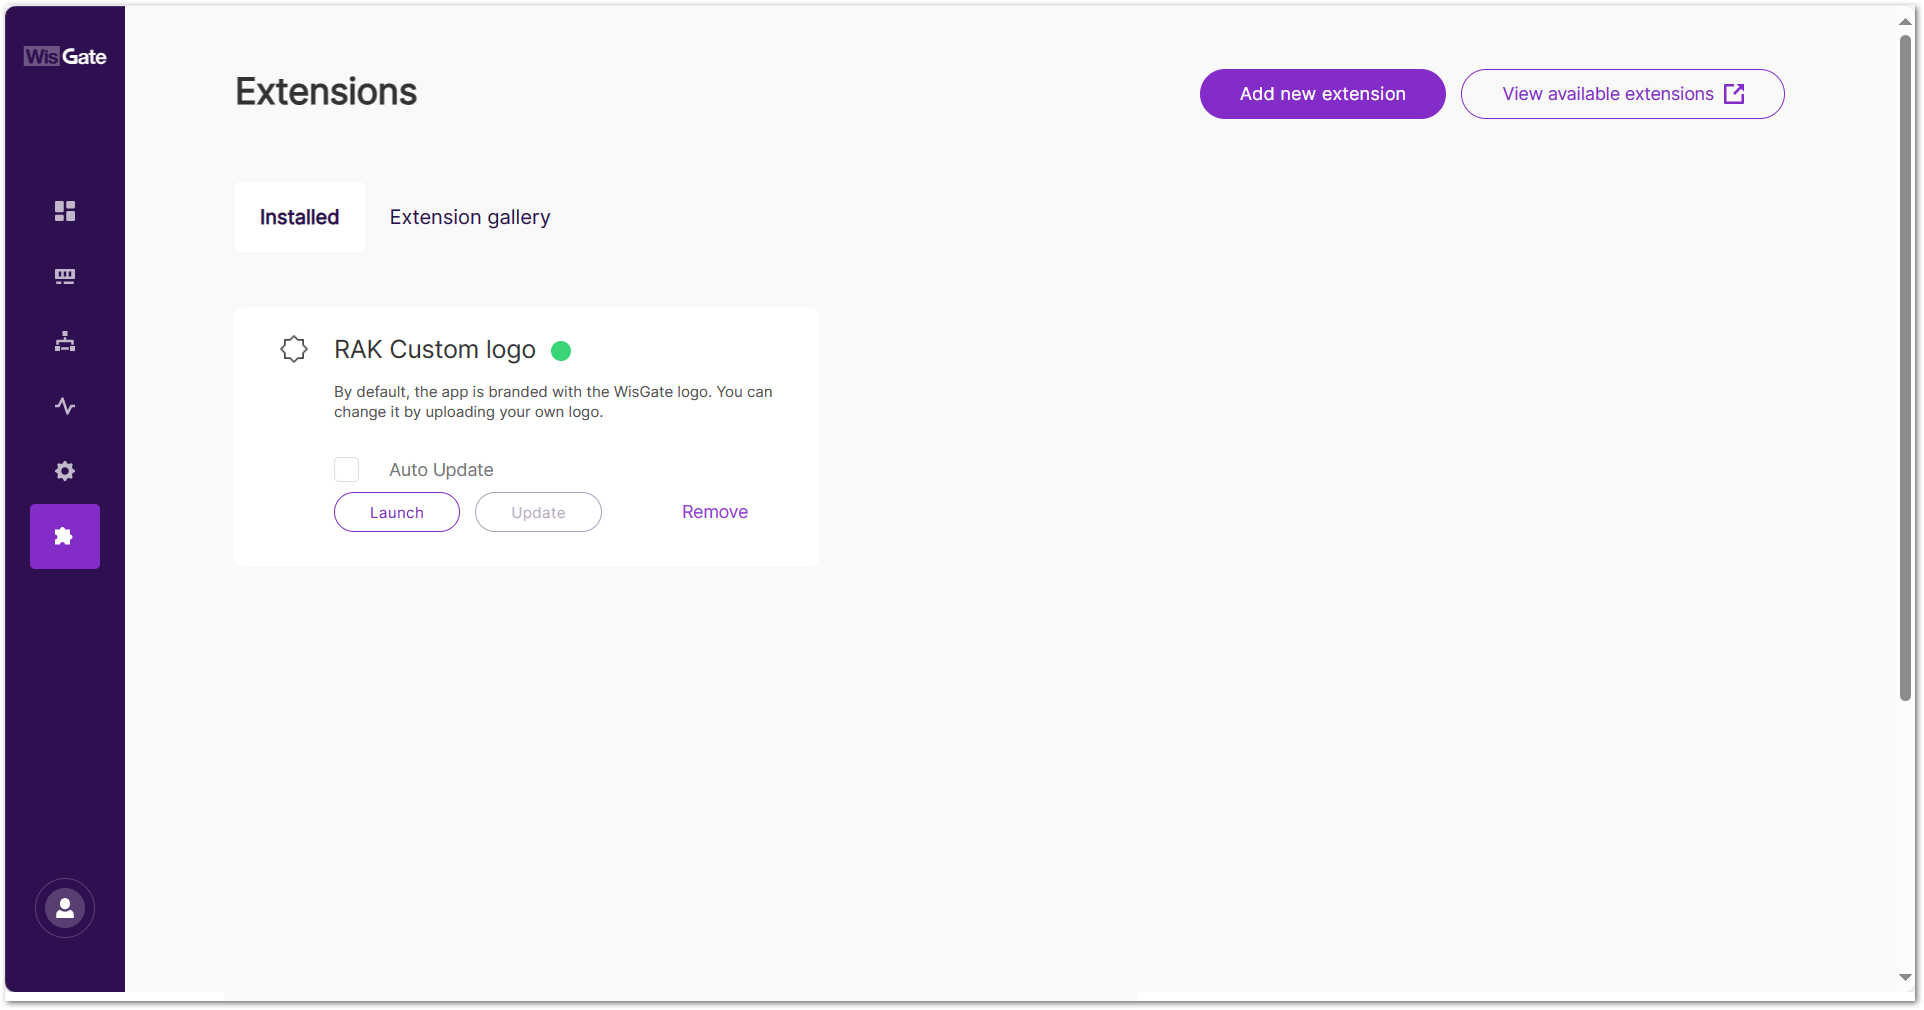 WisGate
Extensions
Add new extension
View available extensions
Installed
Extension gallery
RAK Custom logo
By default, the app is branded with the WisGate logo. You can
change it by uploading your own logo.
Auto Update
Launch
Update
Remove